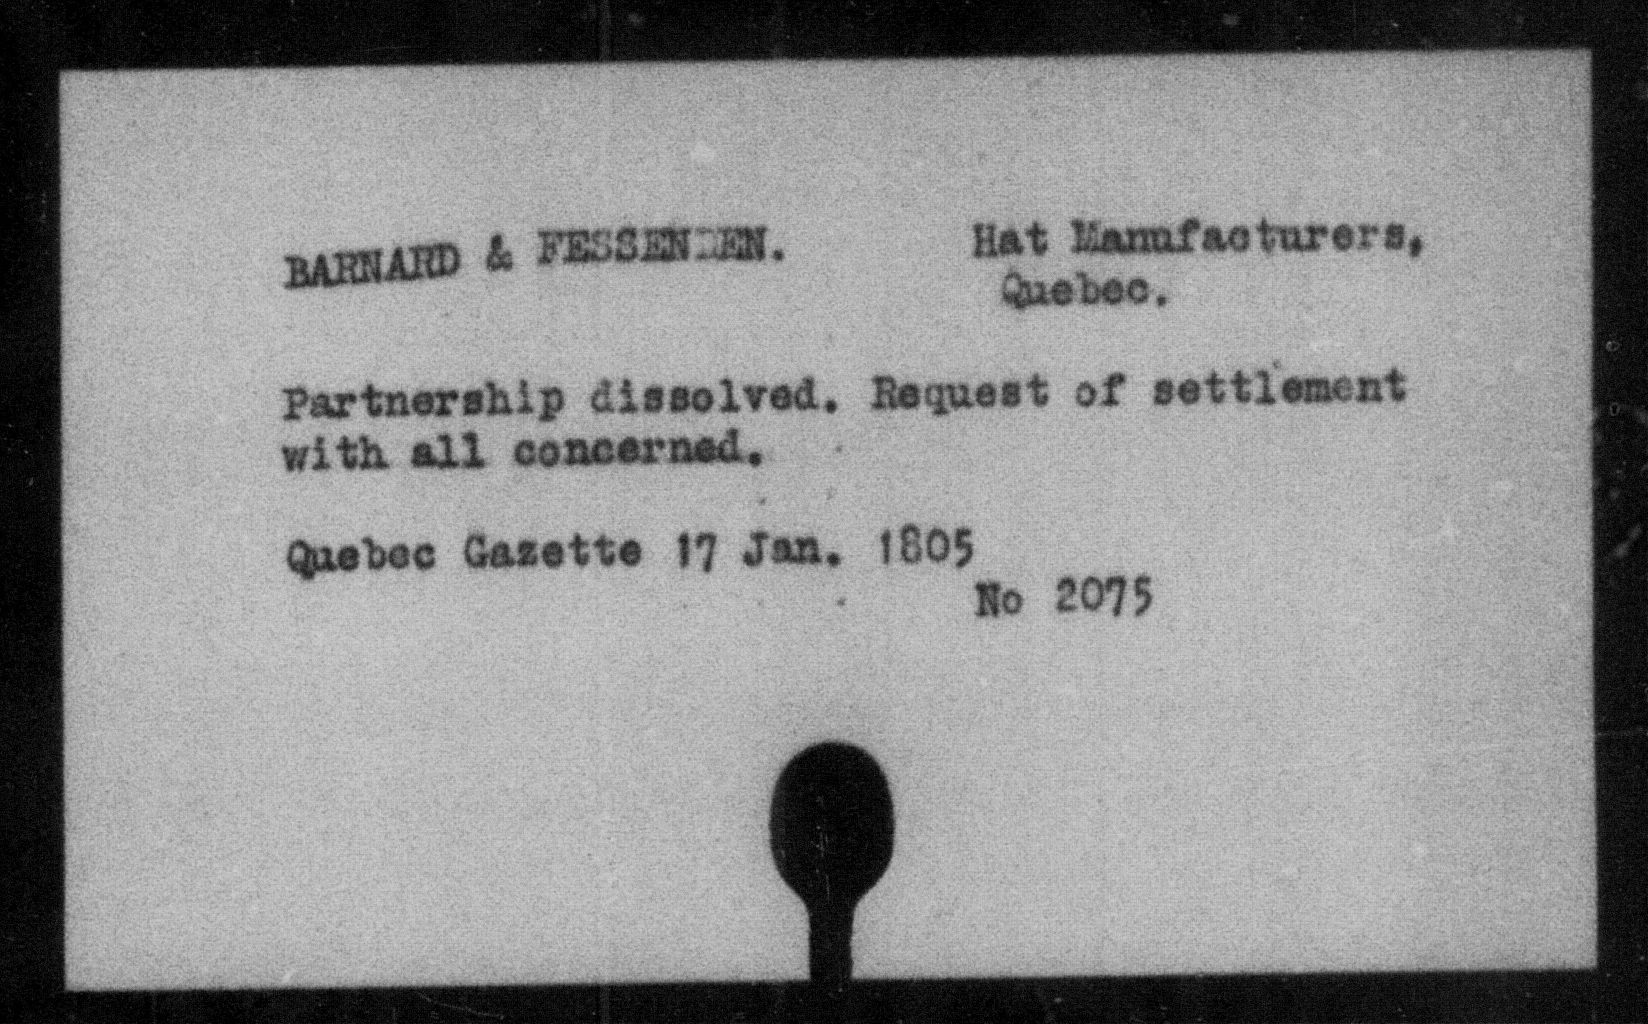 BARNARD & FESSENDEN. Hat Manufacturers,
Quebec.
Partnership dissolved. Request of settlement
with all concerned.
Quebec Gazette 17 Jan. 1805
No 2075